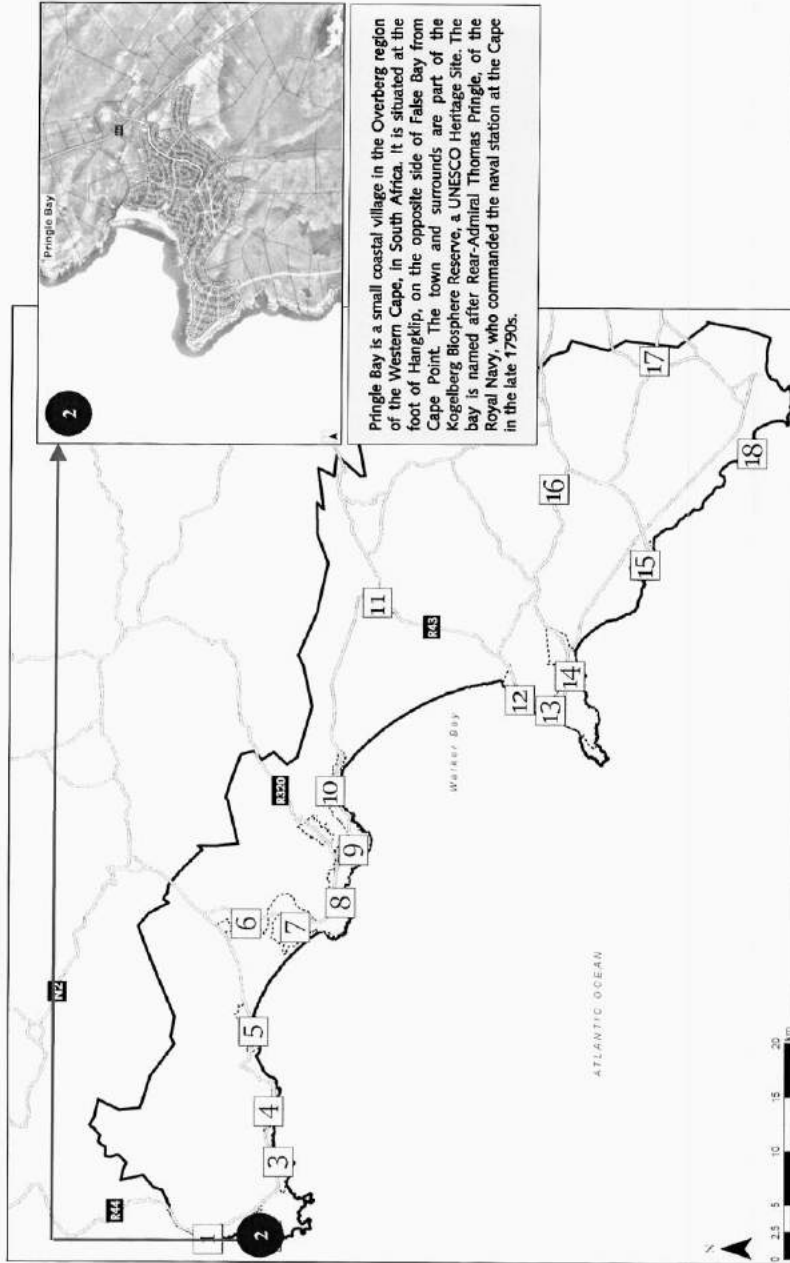 2
Pringle Bay
Pringle Bay is a small coastal village in the Overberg region
of the Western Cape, in South Africa. It is situated at the
foot of Hangklip, on the opposite side of False Bay from
Cape Point. The town and surrounds are part of the
Kogelberg Biosphere Reserve, a UNESCO Heritage Site. The
bay is named after Rear-Admiral Thomas Pringle, of the
Royal Navy, who commanded the naval station at the Cape
in the late 1790s.
N2
R44
R320
R43
1
2
3
4
5
6
7
8
9
10
11
12
13
14
15
16
17
18
Walker Bay
ATLANTIC OCEAN
N
0 2.5 5 10 15 20
km